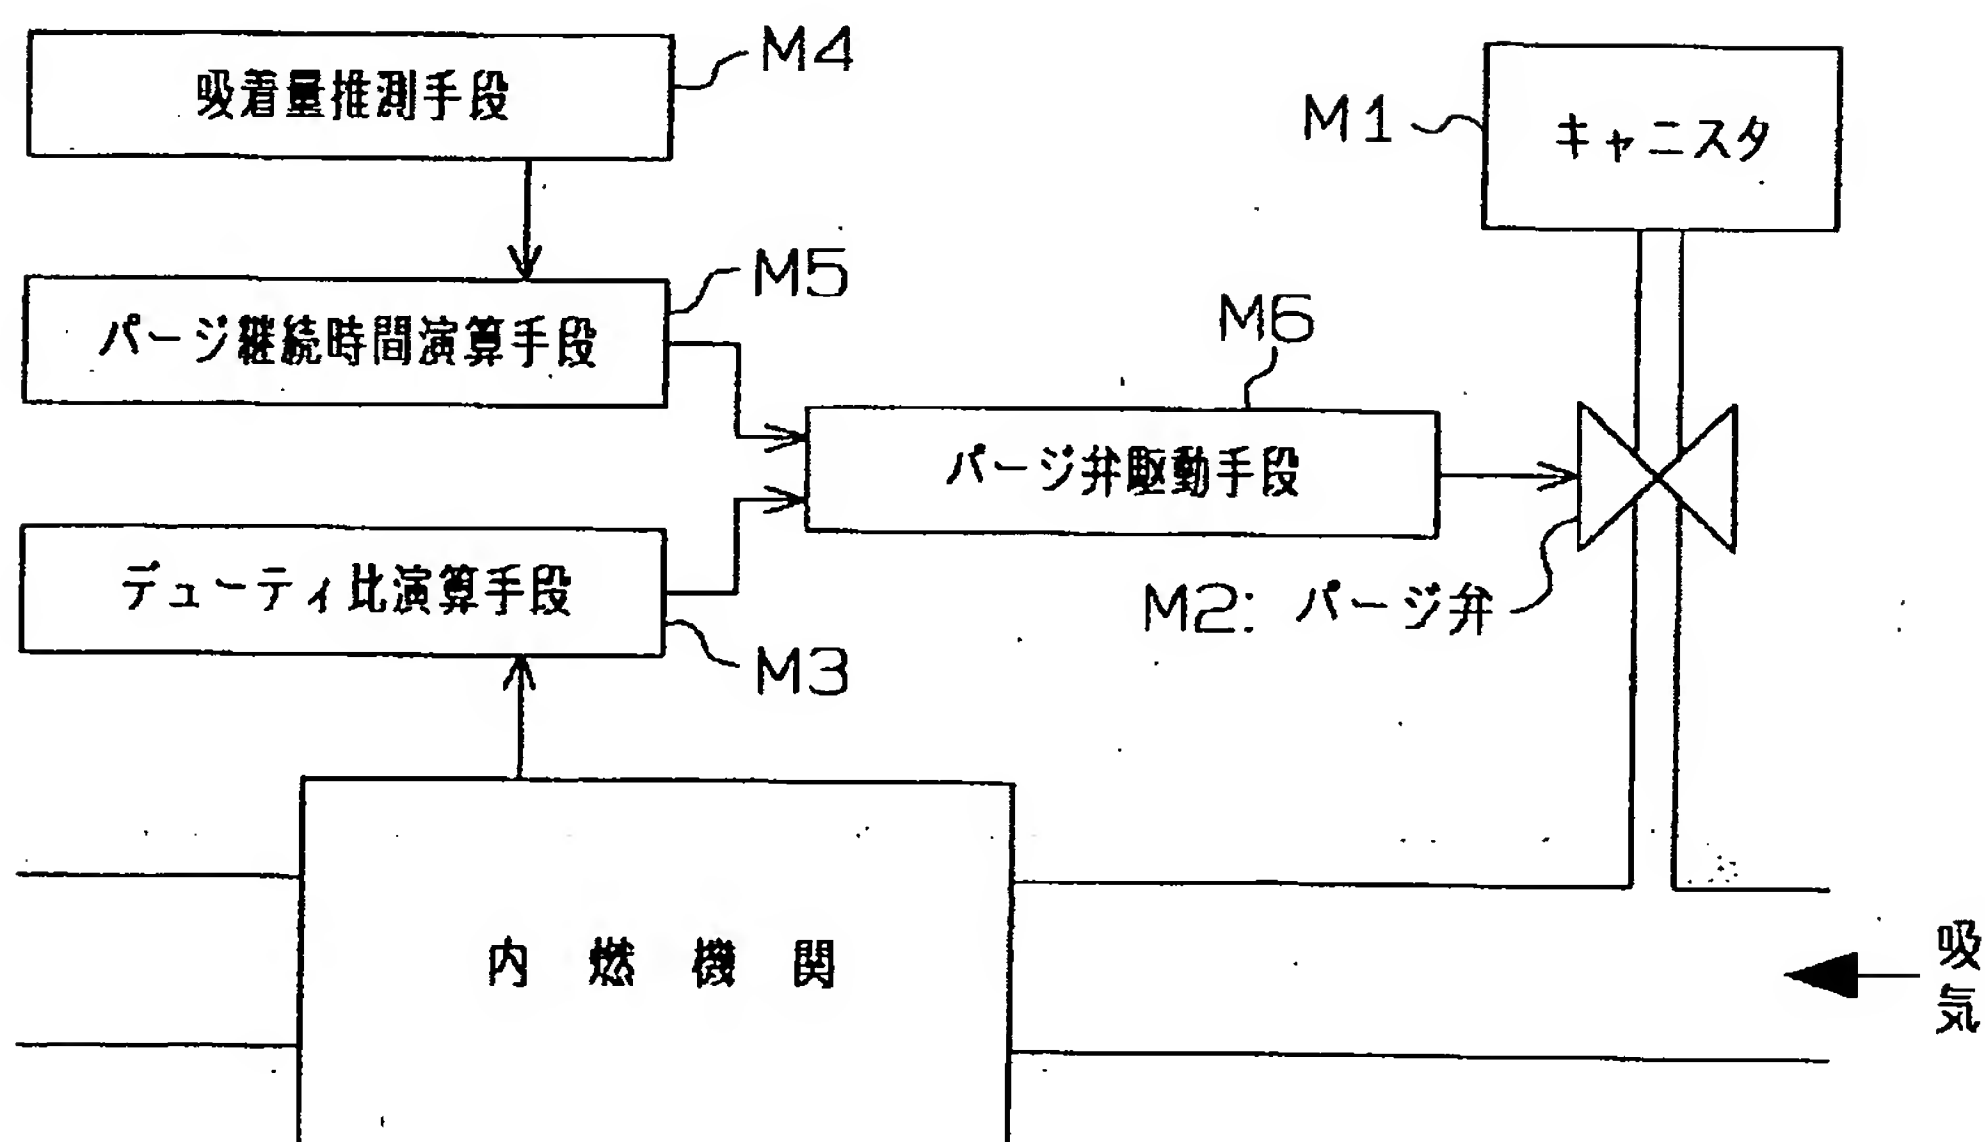 吸着量推測手段
M4
M1
キャニスタ
パージ継続時間演算手段
M5
M6
パージ弁駆動手段
M2: パージ弁
デューティ比演算手段
M3
内燃機関
吸気